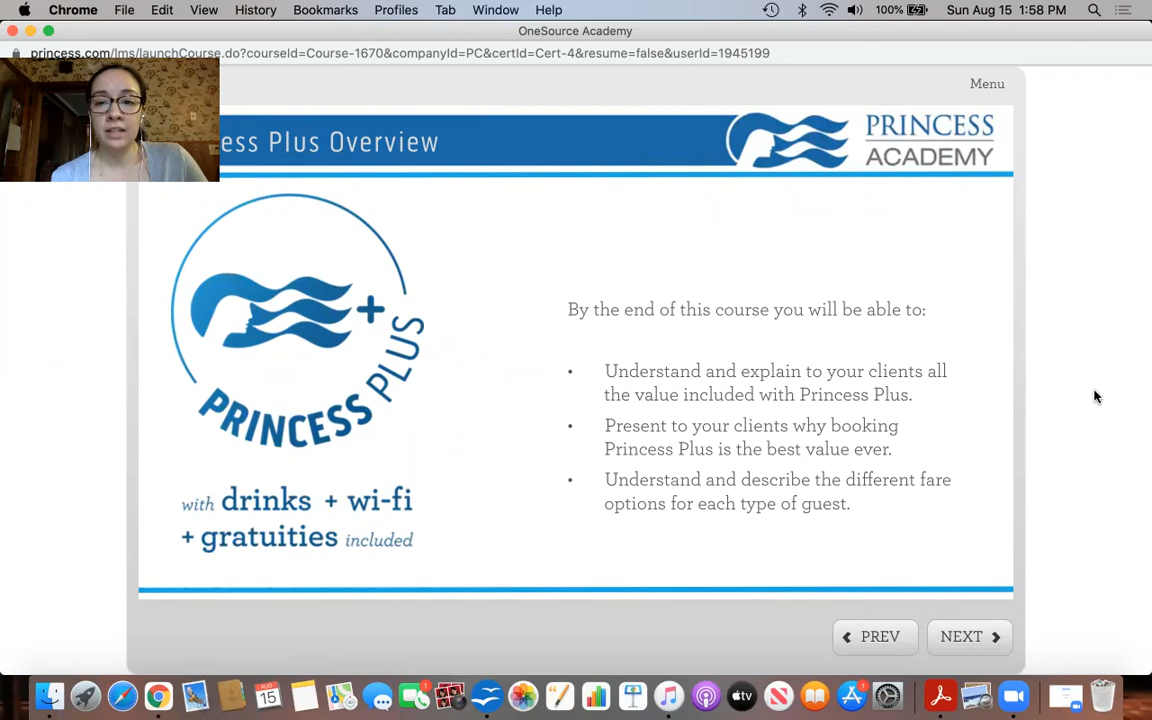 Chrome File Edit View History Bookmarks Profiles Tab Window Help 100% Sun Aug 15 1:58 PM
OneSource Academy
princess.com/lms/launchCourse.do?courseId=Course-1670&companyId=PC&certId=Cert-4&resume=false&userId=1945199
Menu
ess Plus Overview
PRINCESS
ACADEMY
PRINCESS PLUS
with drinks + wi-fi
+ gratuities included
By the end of this course you will be able to:
• Understand and explain to your clients all
the value included with Princess Plus.
• Present to your clients why booking
Princess Plus is the best value ever.
• Understand and describe the different fare
options for each type of guest.
PREV NEXT
AUG
15
1
tv
1